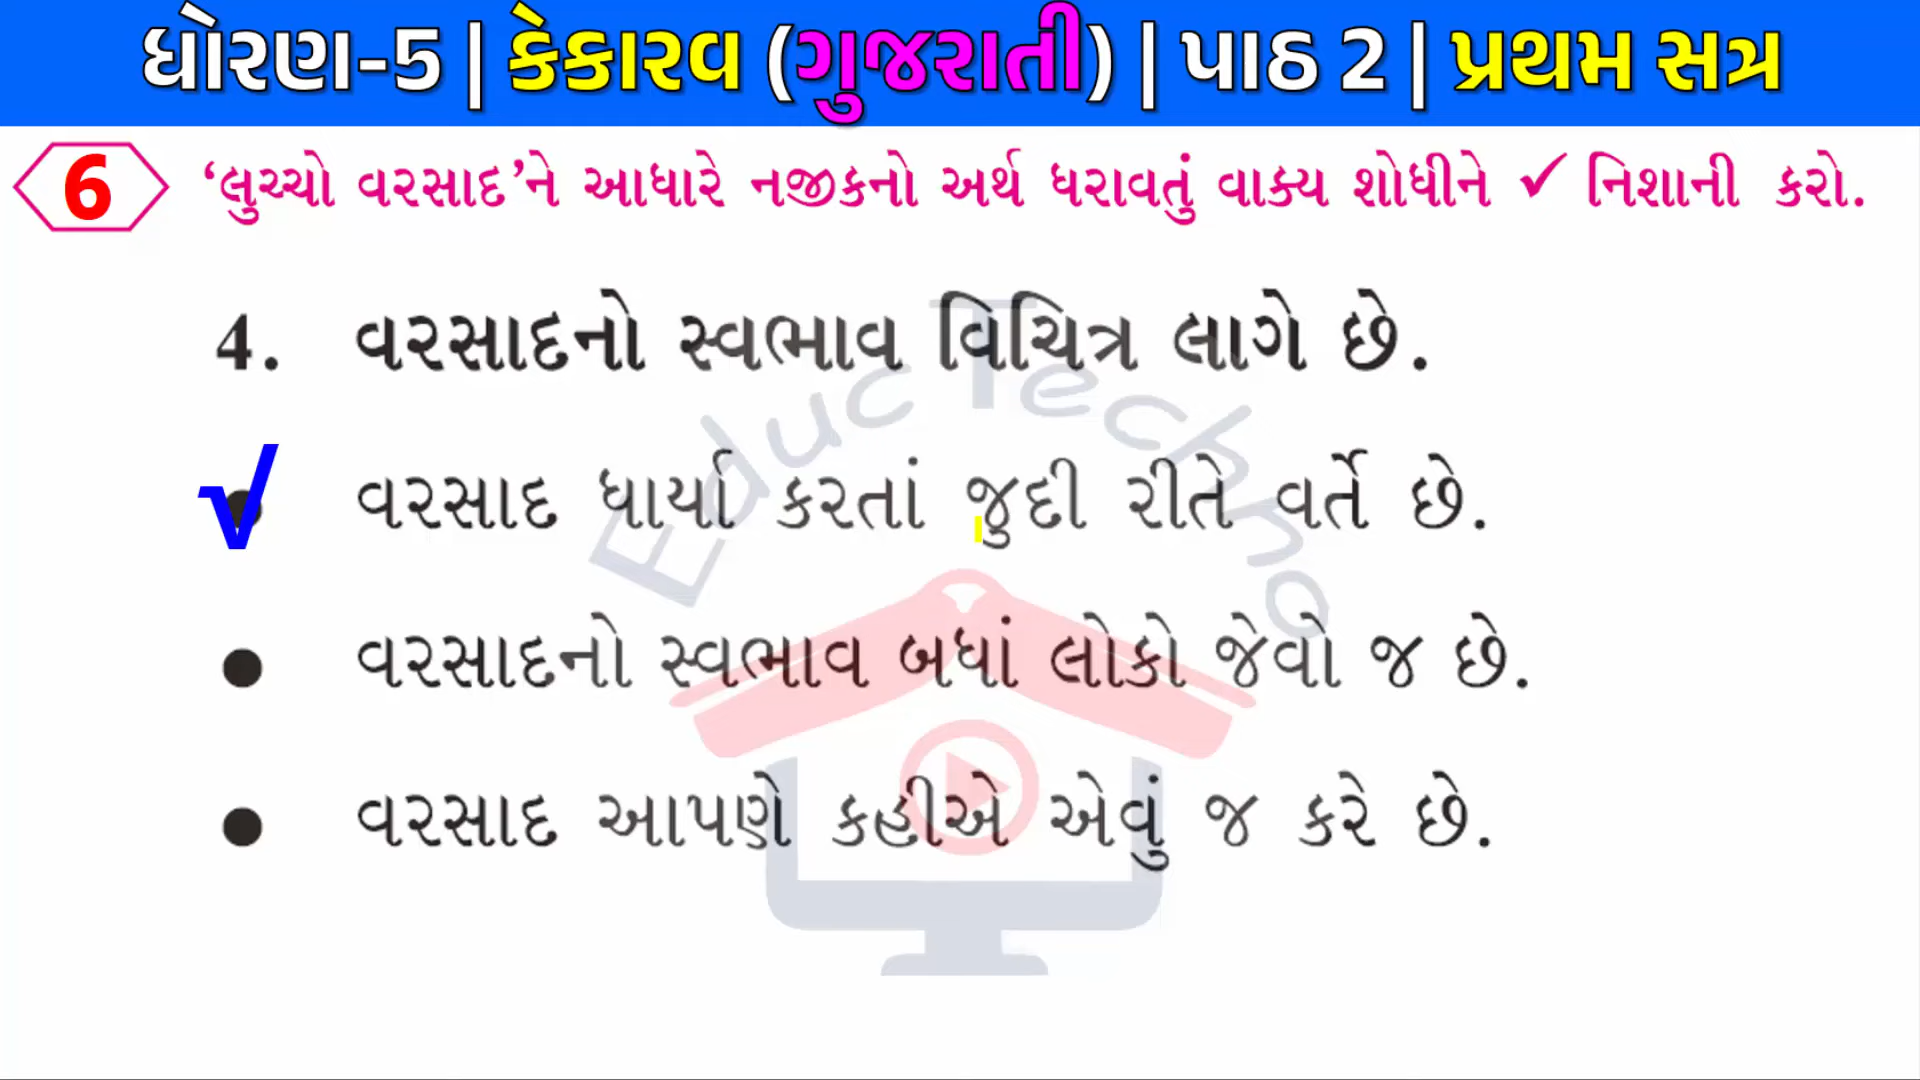 ધોરણ-5 | કેકારવ (ગુજરાતી) | પાઠ 2 | પ્રથમ સત્ર
6 ‘લુચ્ચો વરસાદ’ને આધારે નજીકનો અર્થ ધરાવતું વાક્ય શોધીને ✓ નિશાની કરો.
4. વરસાદનો સ્વભાવ વિચિત્ર લાગે છે.
√ વરસાદ ધાર્યા કરતાં જુદી રીતે વર્તે છે.
● વરસાદનો સ્વભાવ બધાં લોકો જેવો જ છે.
● વરસાદ આપણે કહીએ એવું જ કરે છે.
EducTechno